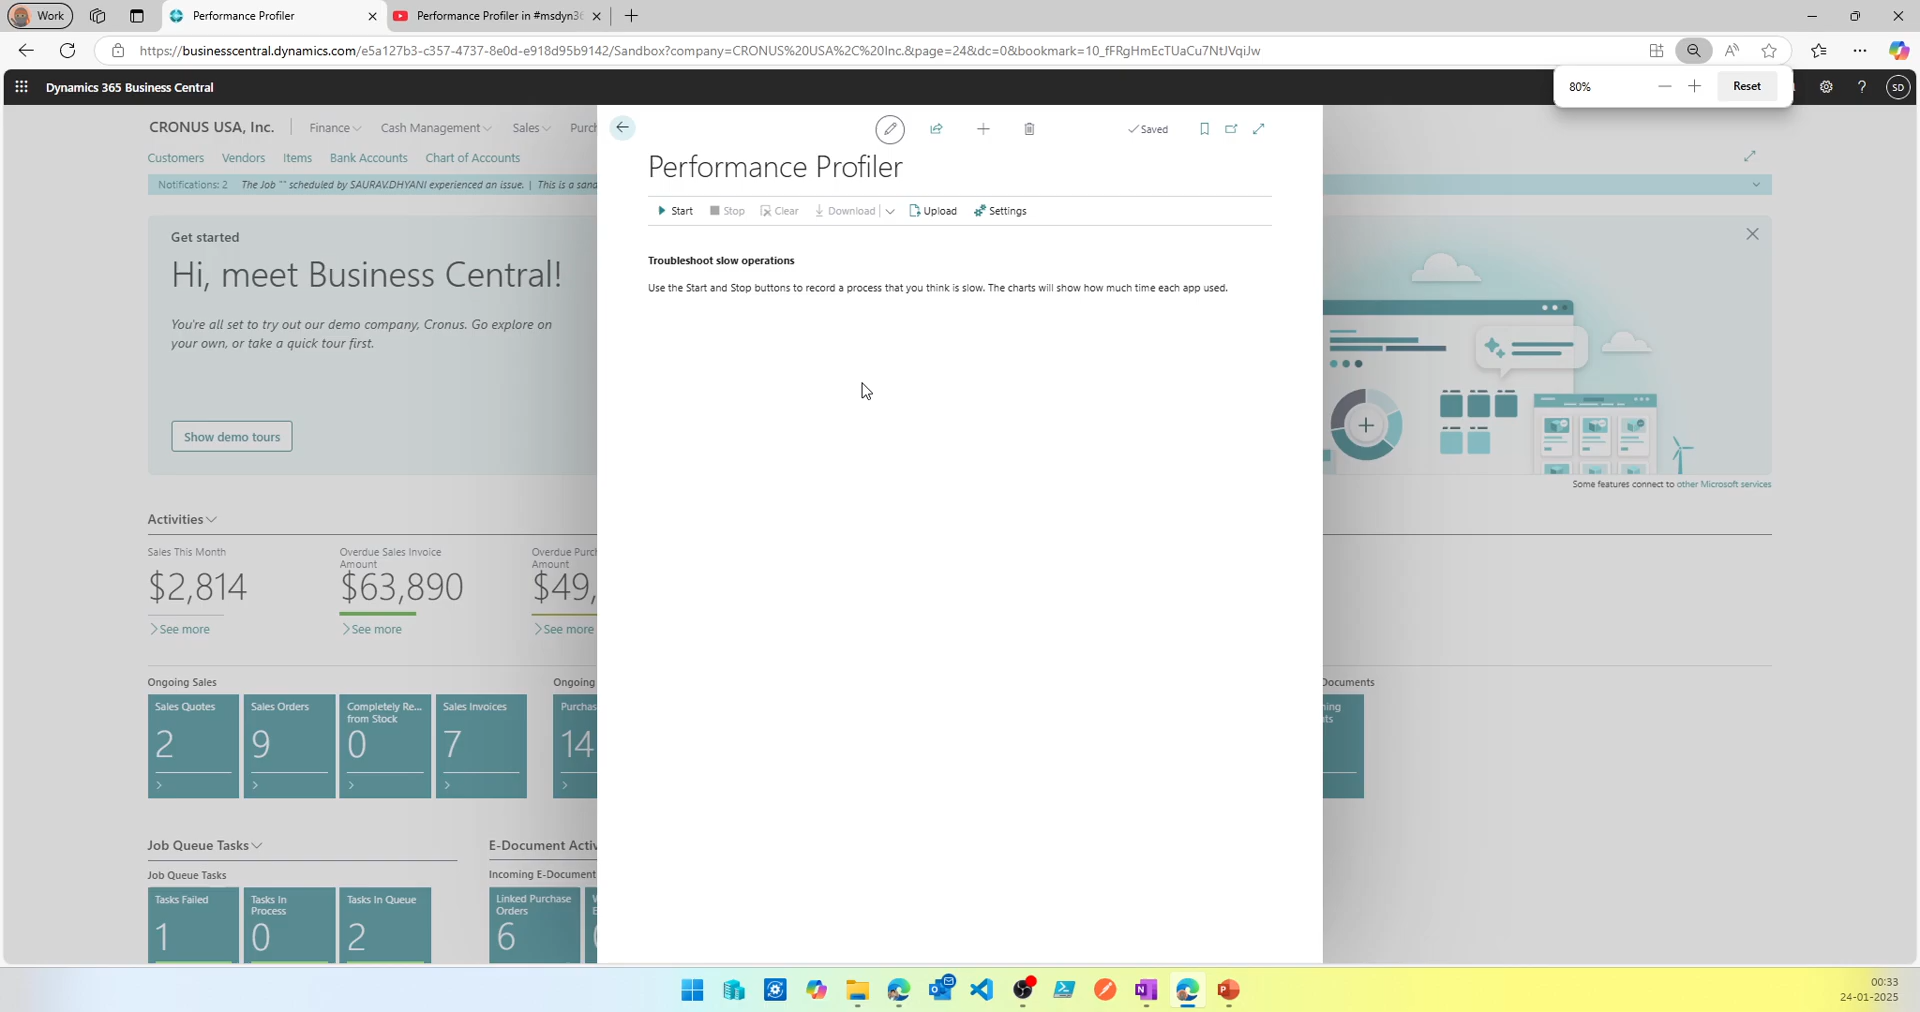 Work
Performance Profiler
Performance Profiler in #msdyn36
https://businesscentral.dynamics.com/e5a127b3-c357-4737-8e0d-e918d95b9142/Sandbox?company=CRONUS%20USA%2C%20Inc.&page=24&dc=0&bookmark=10_fFRgHmEcTUaCu7NtJVqiJw
80%
Reset
Dynamics 365 Business Central
SD
CRONUS USA, Inc.
Finance
Cash Management
Sales
Purch
Customers
Vendors
Items
Bank Accounts
Chart of Accounts
Notifications: 2 The Job "" scheduled by SAURAV.DHYANI experienced an issue. | This is a sand
Saved
Performance Profiler
Start
Stop
Clear
Download
Upload
Settings
Troubleshoot slow operations
Use the Start and Stop buttons to record a process that you think is slow. The charts will show how much time each app used.
Get started
Hi, meet Business Central!
You're all set to try out our demo company, Cronus. Go explore on
your own, or take a quick tour first.
Show demo tours
Some features connect to other Microsoft services
Activities
Sales This Month
$2,814
See more
Overdue Sales Invoice
Amount
$63,890
See more
Overdue Purch
Amount
$49,
See more
Ongoing Sales
Sales Quotes
2
Sales Orders
9
Completely Re...
from Stock
0
Sales Invoices
7
Ongoing
Purchas
14
Documents
ming
ts
Job Queue Tasks
Job Queue Tasks
Tasks Failed
1
Tasks In
Process
0
Tasks In Queue
2
E-Document Activ
Incoming E-Document
Linked Purchase
Orders
6
00:33
24-01-2025